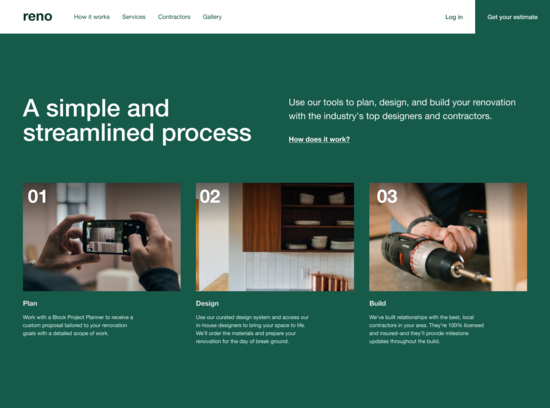 reno
How it works
Services
Contractors
Gallery
Log in
Get your estimate
A simple and
streamlined process
Use our tools to plan, design, and build your renovation
with the industry's top designers and contractors.
How does it work?
01
02
03
Plan
Work with a Block Project Planner to receive a
custom proposal tailored to your renovation
goals with a detailed scope of work.
Design
Use our curated design system and access our
in-house designers to bring your space to life.
We'll order the materials and prepare your
renovation for the day of break ground.
Build
We've built relationships with the best, local
contractors in your area. They're 100% licensed
and insured–and they'll provide milestone
updates throughout the build.